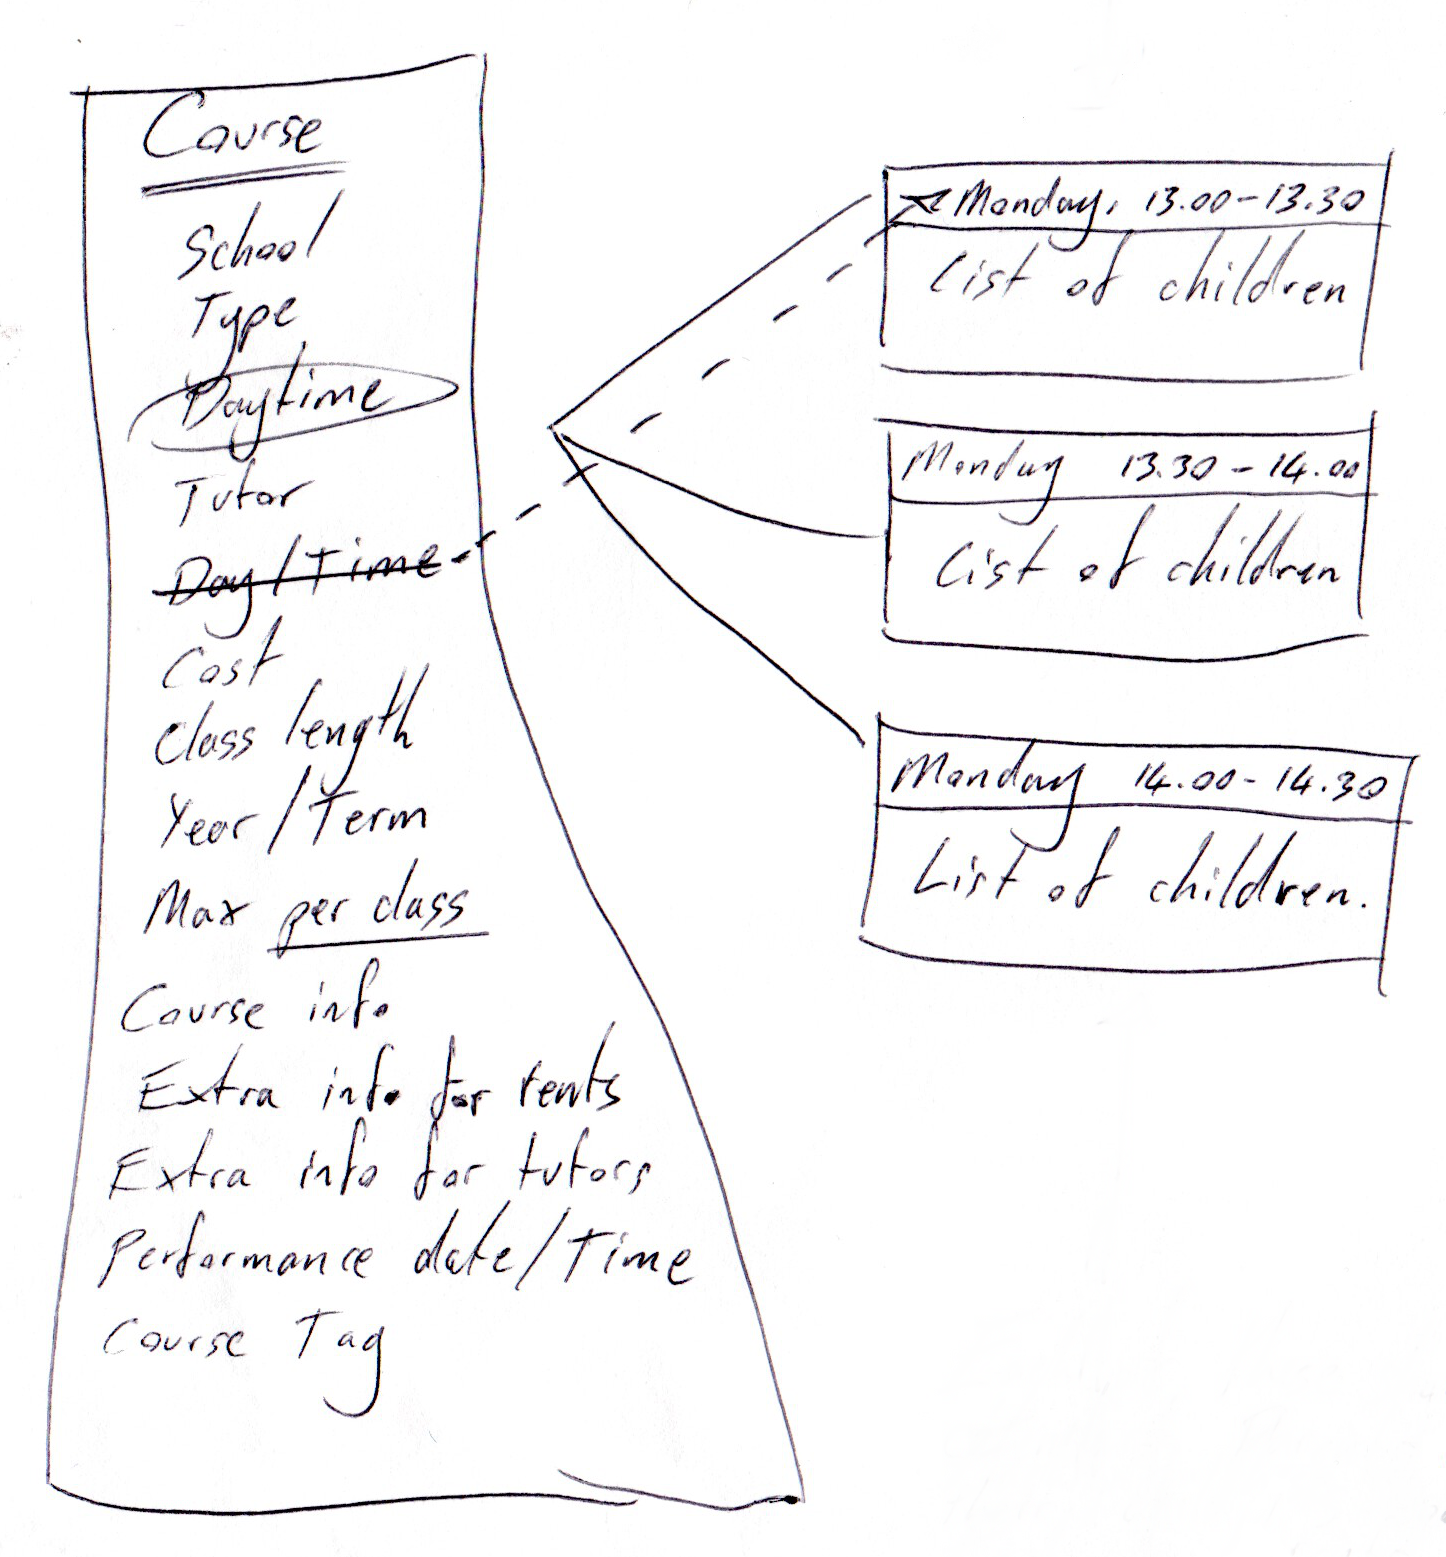 Course
School
Type
Daytime
Tutor
Day/Time
Cost
Class length
Year/Term
Max per class
Course info
Extra info for rents
Extra info for tutors
Performance date/Time
Course Tag
Monday, 13.00-13.30
List of children
Monday 13.30-14.00
List of children
Monday 14.00-14.30
List of children.